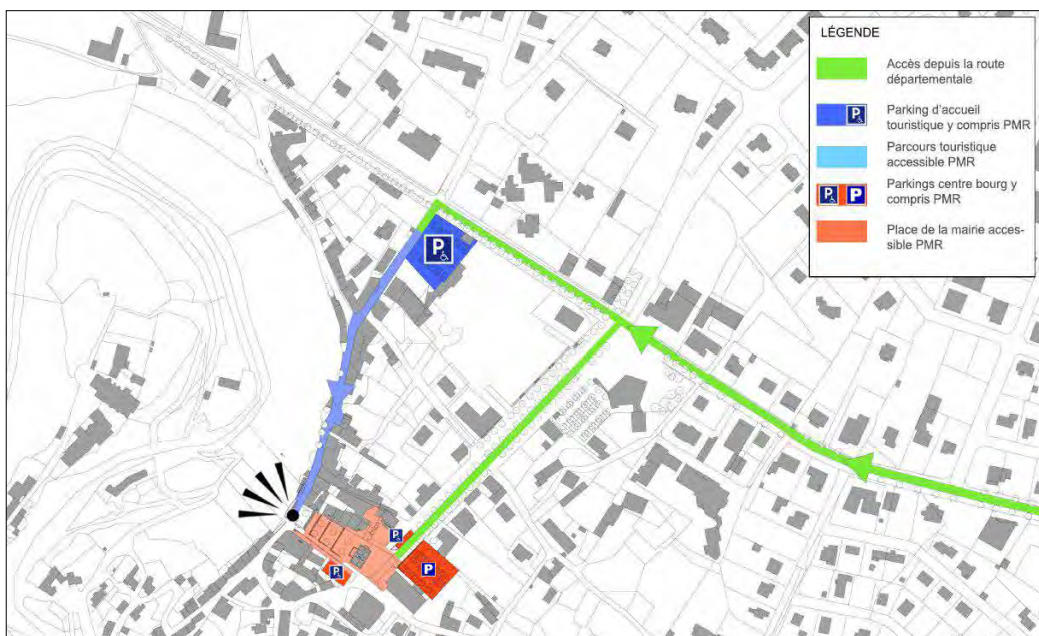 LÉGENDE
Accès depuis la route
départementale
Parking d'accueil
touristique y compris PMR
P
Parcours touristique
accessible PMR
Parkings centre bourg y
compris PMR
P P
Place de la mairie acces-
sible PMR
P
P
P
P